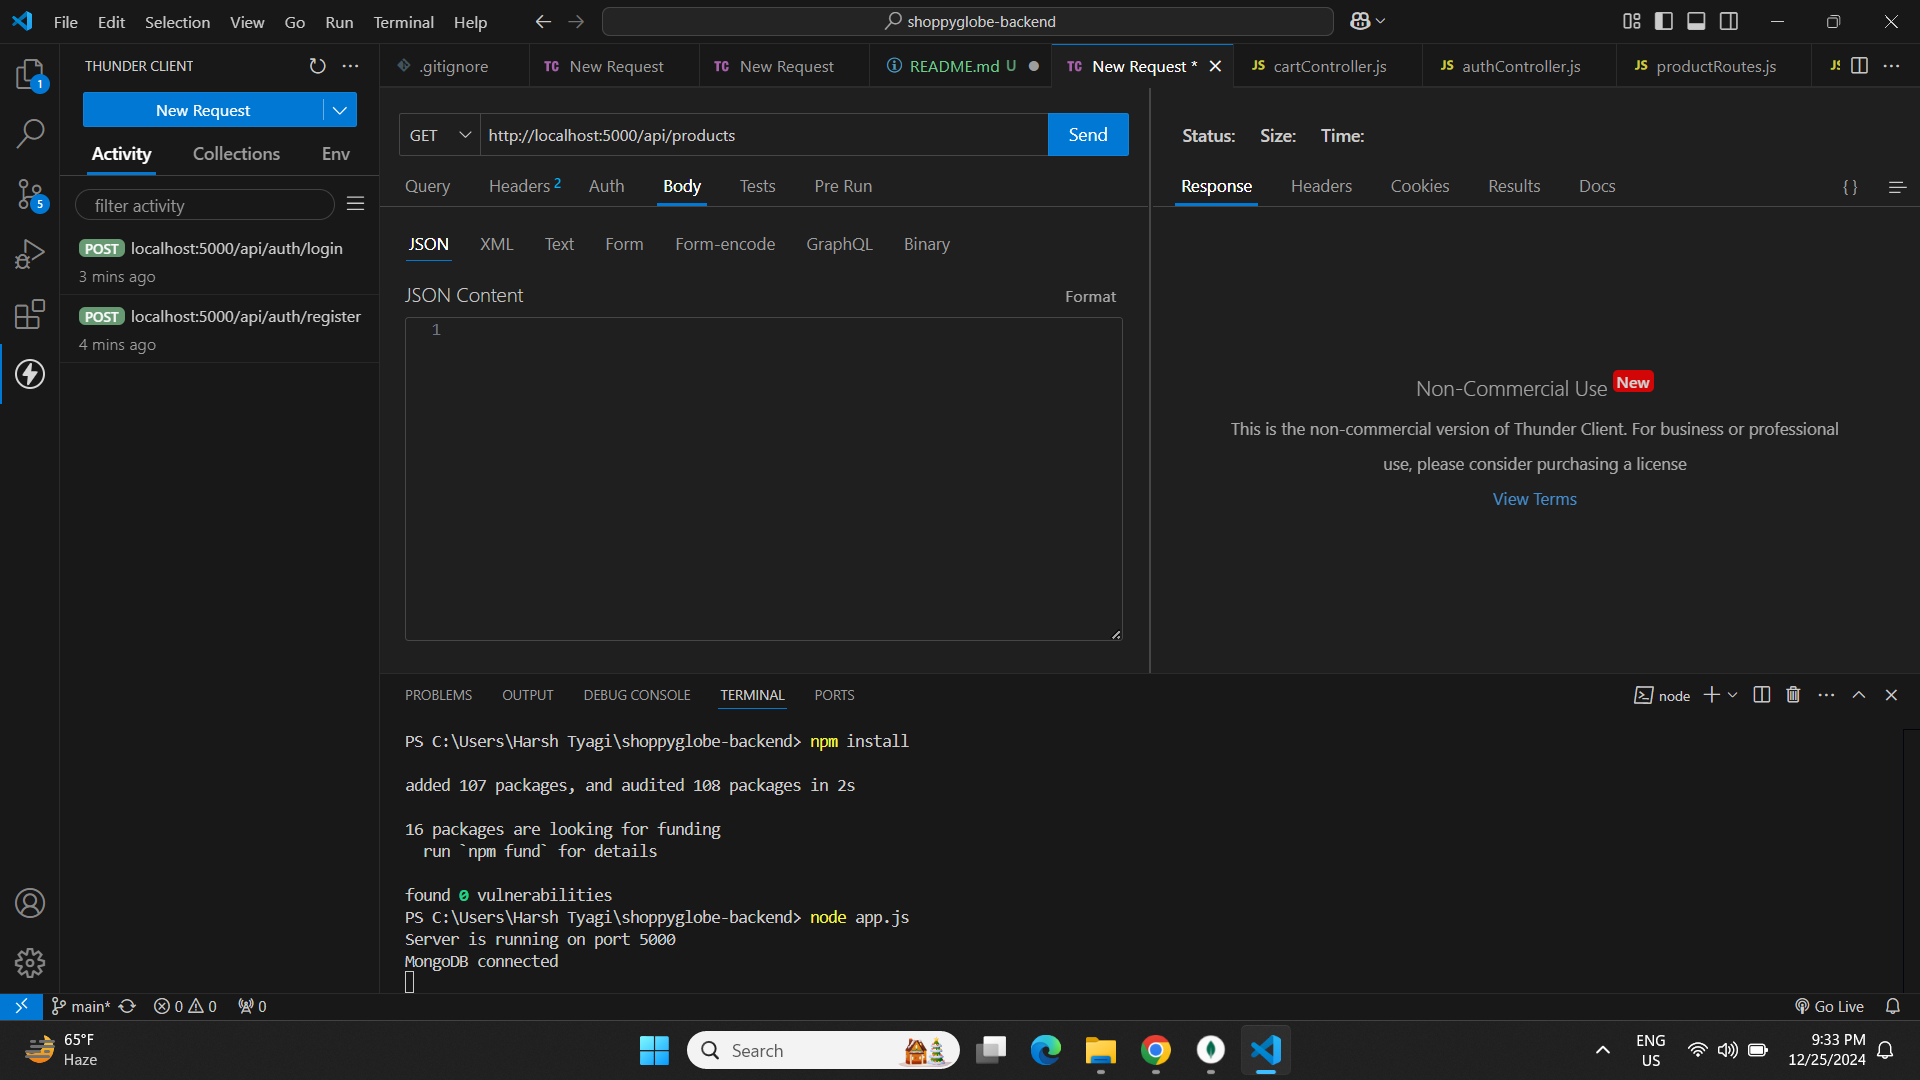 File Edit Selection View Go Run Terminal Help
shoppyglobe-backend
THUNDER CLIENT
New Request
Activity Collections Env
filter activity
POST localhost:5000/api/auth/login
3 mins ago
POST localhost:5000/api/auth/register
4 mins ago
1
5
.gitignore TC New Request TC New Request README.md U TC New Request * JS cartController.js JS authController.js JS productRoutes.js
GET http://localhost:5000/api/products Send
Query Headers 2 Auth Body Tests Pre Run
JSON XML Text Form Form-encode GraphQL Binary
JSON Content Format
1
Status: Size: Time:
Response Headers Cookies Results Docs {}
Non-Commercial Use New
This is the non-commercial version of Thunder Client. For business or professional
use, please consider purchasing a license
View Terms
PROBLEMS OUTPUT DEBUG CONSOLE TERMINAL PORTS
node
PS C:\Users\Harsh Tyagi\shoppyglobe-backend> npm install
added 107 packages, and audited 108 packages in 2s
16 packages are looking for funding
run `npm fund` for details
found 0 vulnerabilities
PS C:\Users\Harsh Tyagi\shoppyglobe-backend> node app.js
Server is running on port 5000
MongoDB connected
main* 0 0 0 Go Live
65°F
Haze
Search
ENG
US
9:33 PM
12/25/2024